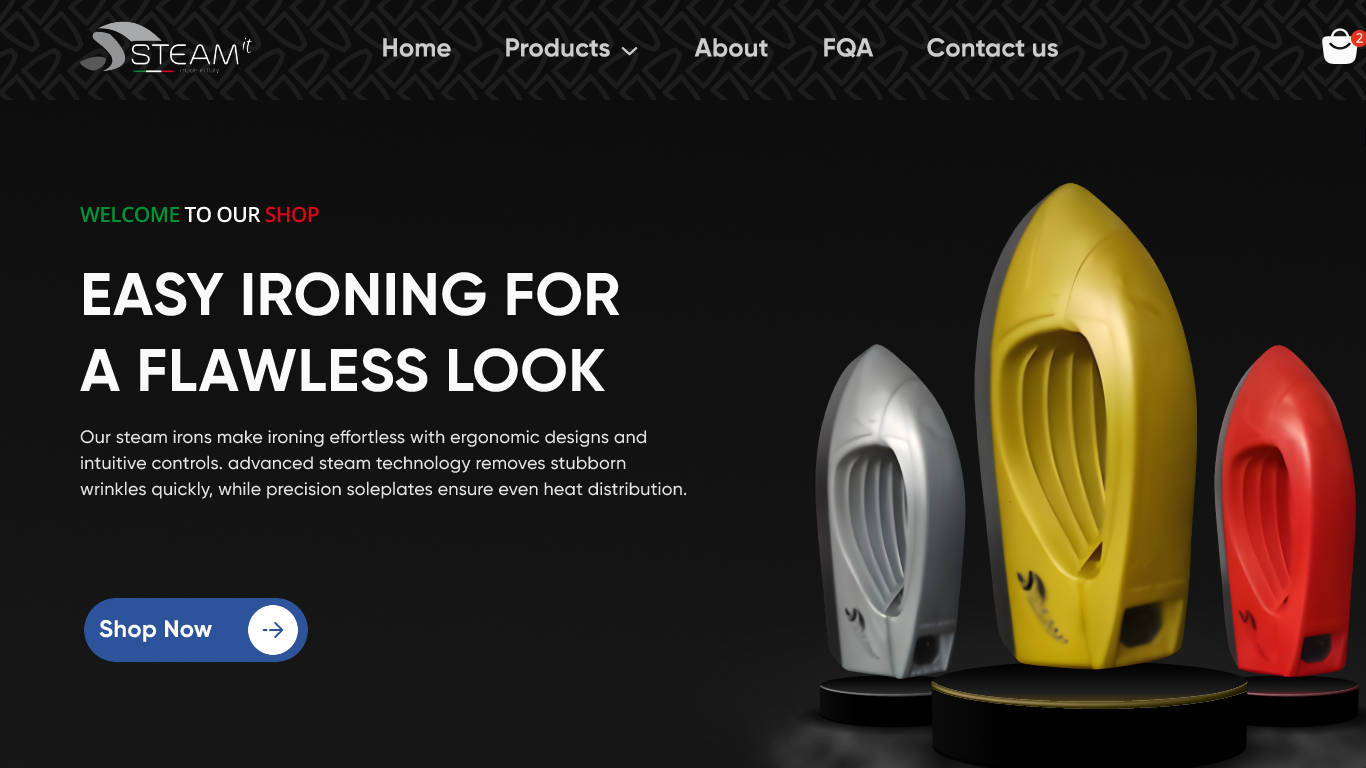 STEAM it
made in Italy
Home Products About FQA Contact us
2
WELCOME TO OUR SHOP
EASY IRONING FOR
A FLAWLESS LOOK
Our steam irons make ironing effortless with ergonomic designs and
intuitive controls. advanced steam technology removes stubborn
wrinkles quickly, while precision soleplates ensure even heat distribution.
Shop Now